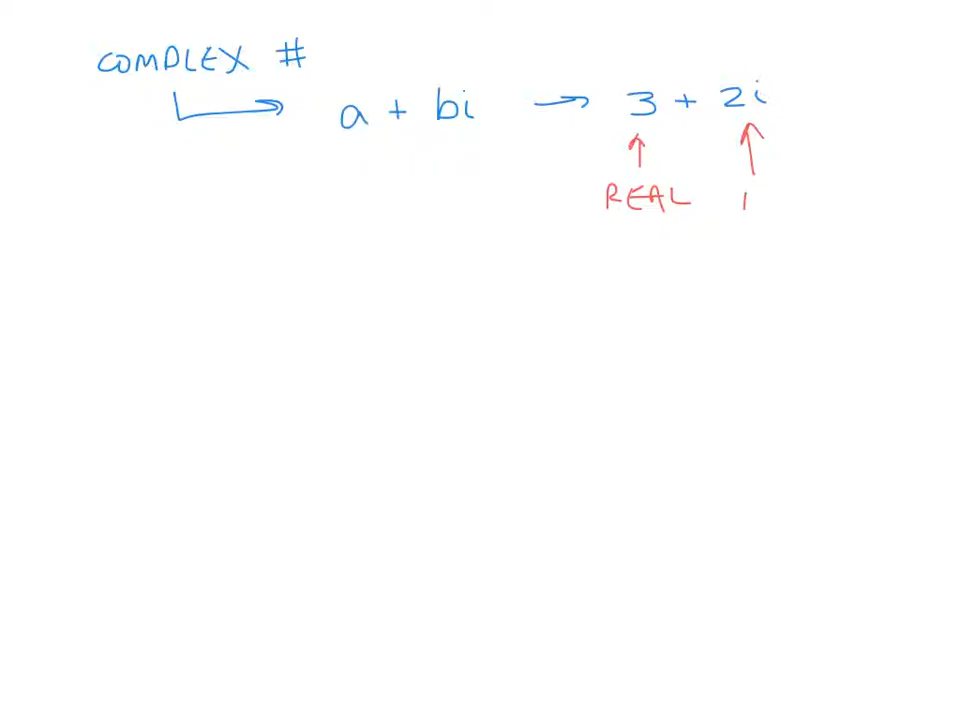 COMPLEX #
a + bi → 3 + 2i
REAL I